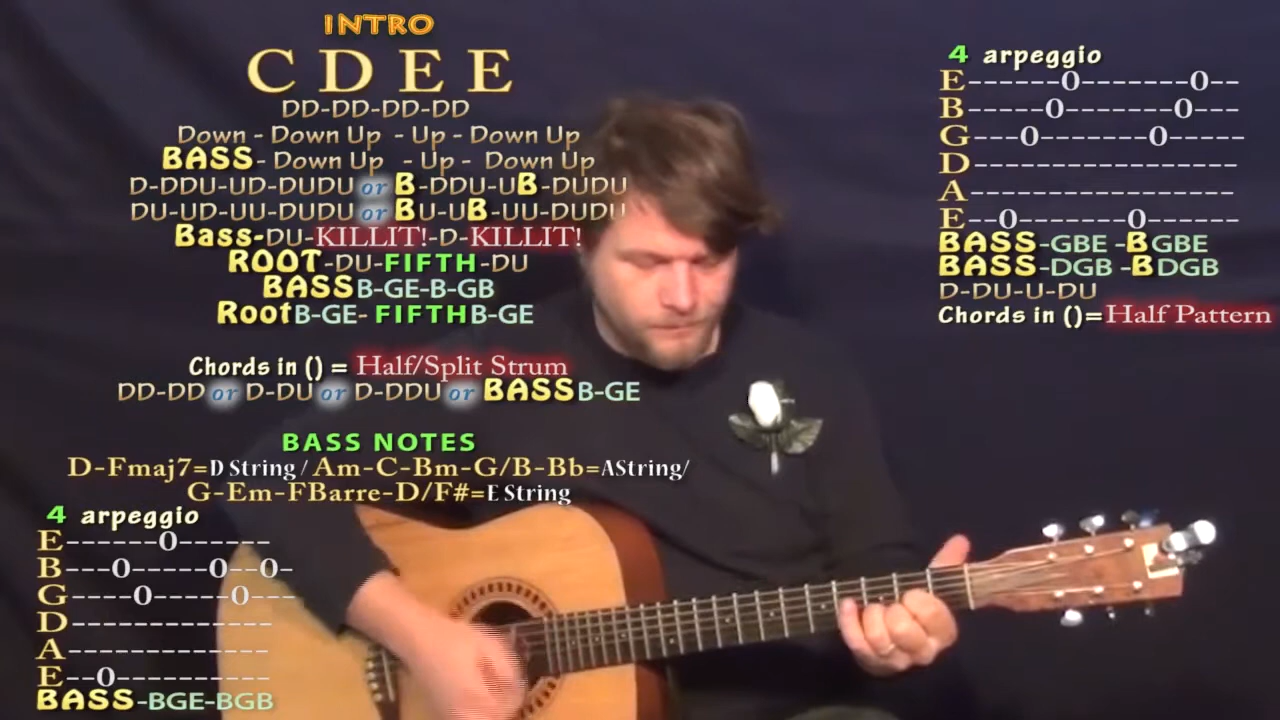 INTRO
C D E E
DD-DD-DD-DD
Down - Down Up - Up - Down Up
BASS - Down Up - Up - Down Up
D-DDU-UD-DUDU or B-DDU-UB-DUDU
DU-UD-UU-DUDU or BU-UB-UU-DUDU
Bass-DU-KILLIT!-D-KILLIT!
ROOT-DU-FIFTH-DU
BASSB-GE-B-GB
RootB-GE- FIFTHB-GE
Chords in () = Half/Split Strum
DD-DD or D-DU or D-DDU or BASSB-GE
BASS NOTES
D-Fmaj7=D String / Am-C-Bm-G/B-Bb=AString/
G-Em-FBarre-D/F#=E String
4 arpeggio
E------0------
B---0-----0--0-
G----0-----0---
D-------------
A-------------
E--0----------
BASS-BGE-BGB
4 arpeggio
E------0-------0--
B-----0-------0---
G---0-------0-----
D-----------------
A-----------------
E--0-------0------
BASS-GBE -BGBE
BASS-DGB -BDGB
D-DU-U-DU
Chords in ()=Half Pattern